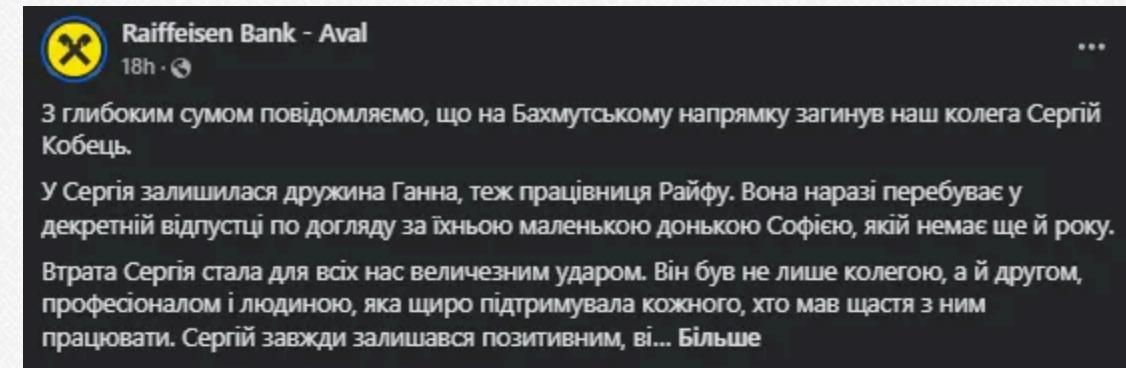 Raiffeisen Bank - Aval
18h ·
З глибоким сумом повідомляємо, що на Бахмутському напрямку загинув наш колега Сергій
Кобець.
У Сергія залишилася дружина Ганна, теж працівниця Райфу. Вона наразі перебуває у
декретній відпустці по догляду за їхньою маленькою донькою Софією, якій немає ще й року.
Втрата Сергія стала для всіх нас величезним ударом. Він був не лише колегою, а й другом,
професіоналом і людиною, яка щиро підтримувала кожного, хто мав щастя з ним
працювати. Сергій завжди залишався позитивним, ві... Більше